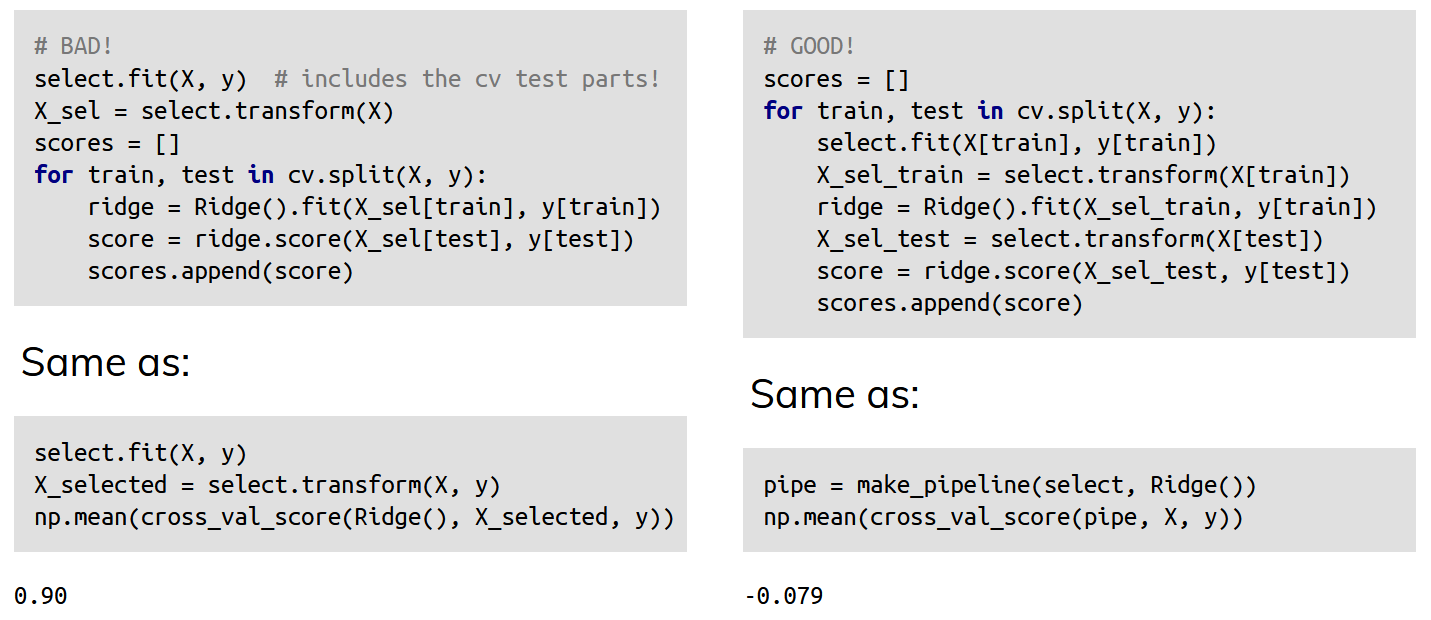 # BAD!
select.fit(X, y)  # includes the cv test parts!
X_sel = select.transform(X)
scores = []
for train, test in cv.split(X, y):
    ridge = Ridge().fit(X_sel[train], y[train])
    score = ridge.score(X_sel[test], y[test])
    scores.append(score)
Same as:
select.fit(X, y)
X_selected = select.transform(X, y)
np.mean(cross_val_score(Ridge(), X_selected, y))
0.90
# GOOD!
scores = []
for train, test in cv.split(X, y):
    select.fit(X[train], y[train])
    X_sel_train = select.transform(X[train])
    ridge = Ridge().fit(X_sel_train, y[train])
    X_sel_test = select.transform(X[test])
    score = ridge.score(X_sel_test, y[test])
    scores.append(score)
Same as:
pipe = make_pipeline(select, Ridge())
np.mean(cross_val_score(pipe, X, y))
-0.079